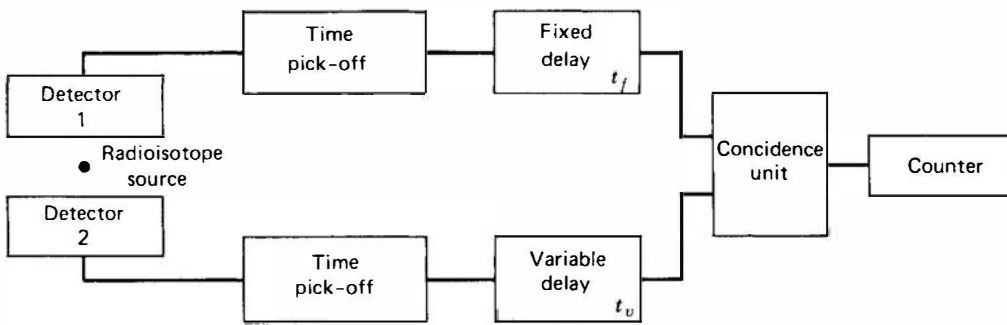 Time
pick-off
Fixed
delay
t_f
Detector
1
Radioisotope
source
Concidence
unit
Counter
Detector
2
Time
pick-off
Variable
delay
t_v